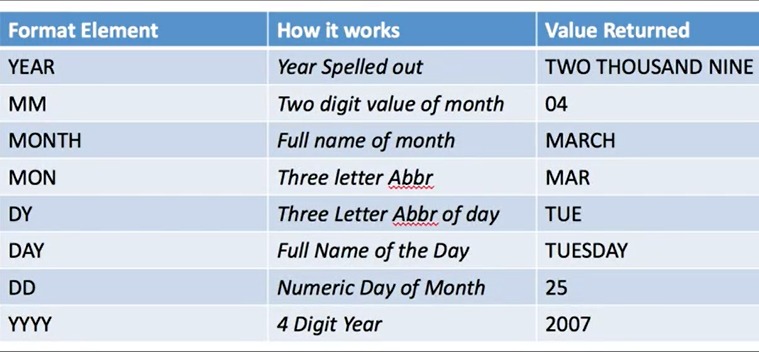 Format Element How it works Value Returned
YEAR Year Spelled out TWO THOUSAND NINE
MM Two digit value of month 04
MONTH Full name of month MARCH
MON Three letter Abbr MAR
DY Three Letter Abbr of day TUE
DAY Full Name of the Day TUESDAY
DD Numeric Day of Month 25
YYYY 4 Digit Year 2007